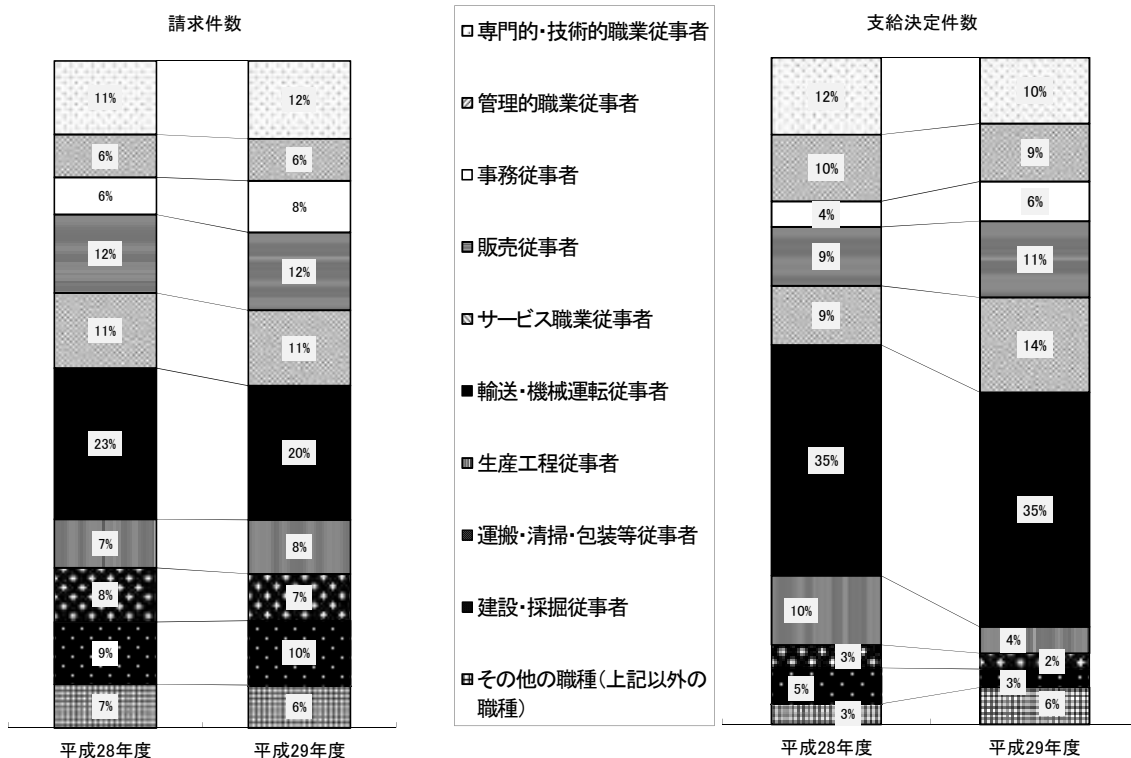 請求件数
11%
6%
6%
12%
11%
23%
7%
8%
9%
7%
平成28年度
12%
6%
8%
12%
11%
20%
8%
7%
10%
6%
平成29年度
専門的・技術的職業従事者
管理的職業従事者
事務従事者
販売従事者
サービス職業従事者
輸送・機械運転従事者
生産工程従事者
運搬・清掃・包装等従事者
建設・採掘従事者
その他の職種(上記以外の
職種)
支給決定件数
12%
10%
4%
9%
9%
35%
10%
3%
5%
3%
平成28年度
10%
9%
6%
11%
14%
35%
4%
2%
3%
6%
平成29年度